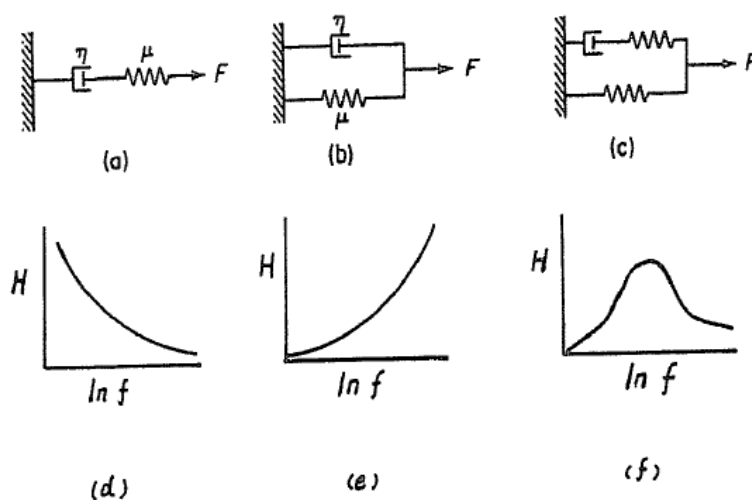 η μ F
η F
μ
F
(a)
(b)
(c)
H
ln f
H
ln f
H
ln f
(d)
(e)
(f)